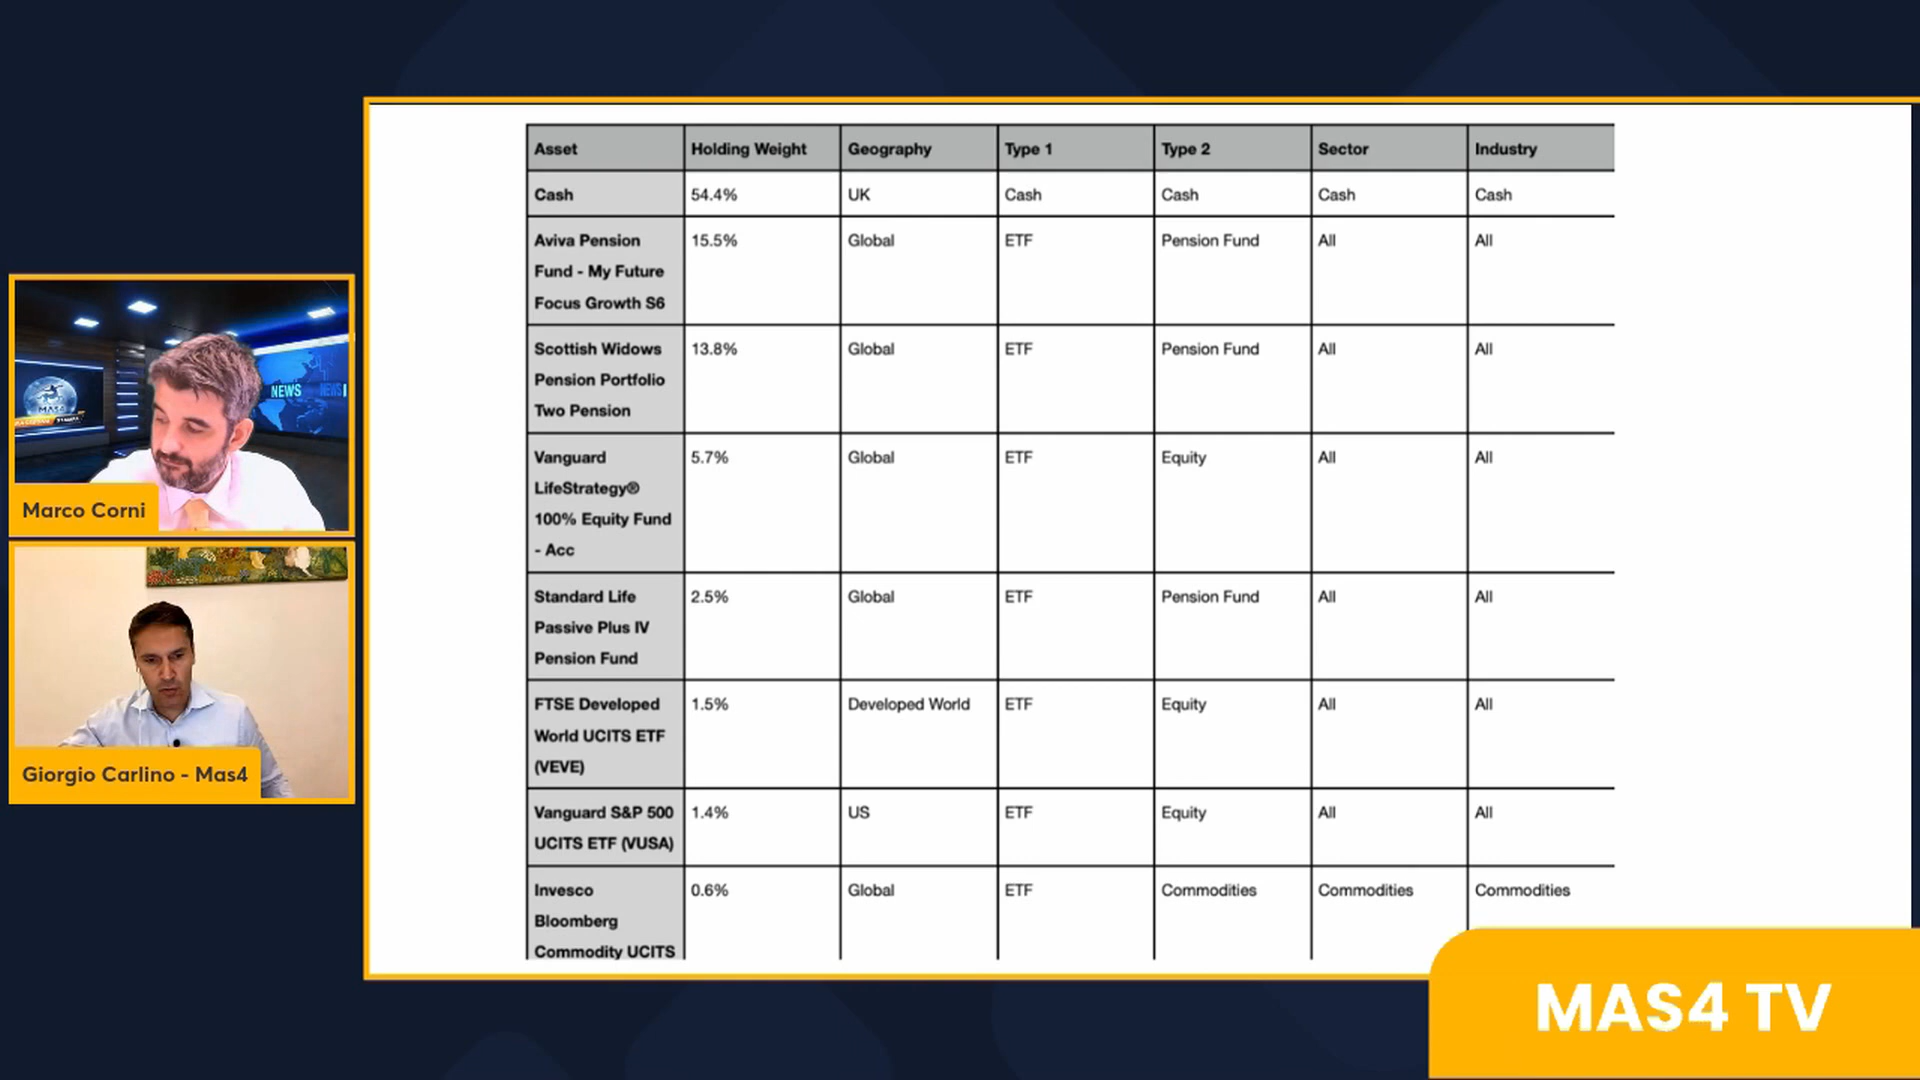 Asset Holding Weight Geography Type 1 Type 2 Sector Industry
Cash 54.4% UK Cash Cash Cash Cash
Aviva Pension 15.5% Global ETF Pension Fund All All
Fund - My Future
Focus Growth S6
Scottish Widows 13.8% Global ETF Pension Fund All All
Pension Portfolio
Two Pension
Vanguard 5.7% Global ETF Equity All All
LifeStrategy®
100% Equity Fund
- Acc
Standard Life 2.5% Global ETF Pension Fund All All
Passive Plus IV
Pension Fund
FTSE Developed 1.5% Developed World ETF Equity All All
World UCITS ETF
(VEVE)
Vanguard S&P 500 1.4% US ETF Equity All All
UCITS ETF (VUSA)
Invesco 0.6% Global ETF Commodities Commodities Commodities
Bloomberg
Commodity UCITS
NEWS
NEWS
MAS4
Marco Corni
Giorgio Carlino - Mas4
MAS4 TV